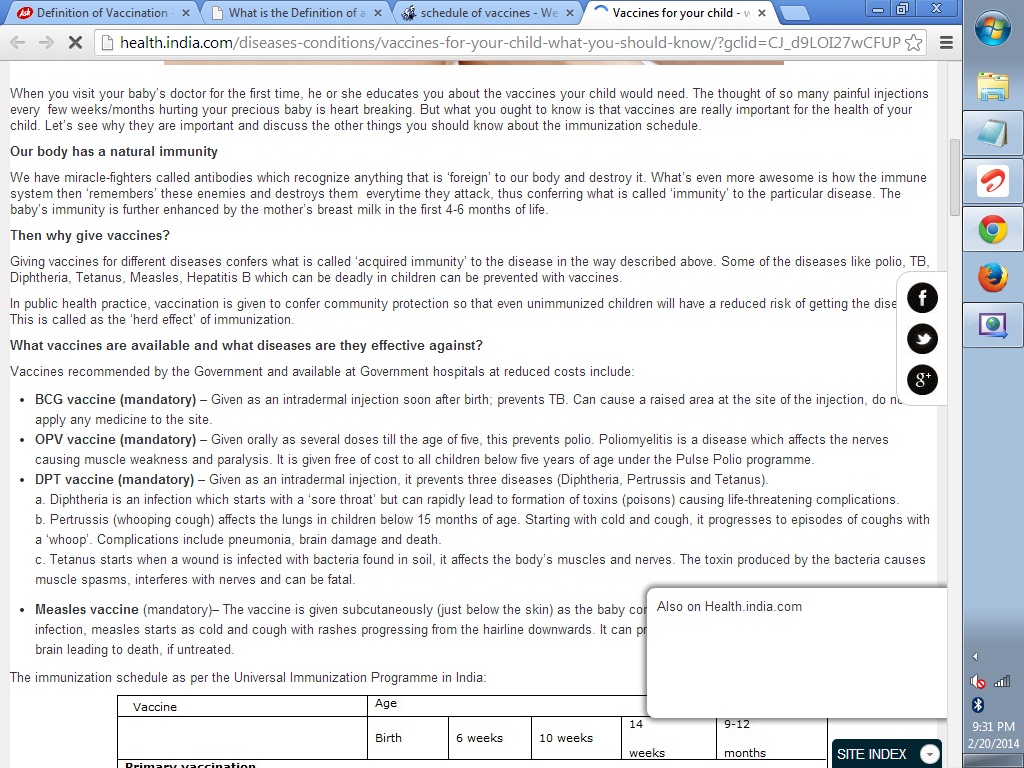 Definition of Vaccination
What is the Definition of a
schedule of vaccines - We
Vaccines for your child - w
health.india.com/diseases-conditions/vaccines-for-your-child-what-you-should-know/?gclid=CJ_d9LOI27wCFUP
When you visit your baby's doctor for the first time, he or she educates you about the vaccines your child would need. The thought of so many painful injections
every few weeks/months hurting your precious baby is heart breaking. But what you ought to know is that vaccines are really important for the health of your
child. Let's see why they are important and discuss the other things you should know about the immunization schedule.
Our body has a natural immunity
We have miracle-fighters called antibodies which recognize anything that is 'foreign' to our body and destroy it. What's even more awesome is how the immune
system then 'remembers' these enemies and destroys them everytime they attack, thus conferring what is called 'immunity' to the particular disease. The
baby's immunity is further enhanced by the mother's breast milk in the first 4-6 months of life.
Then why give vaccines?
Giving vaccines for different diseases confers what is called 'acquired immunity' to the disease in the way described above. Some of the diseases like polio, TB,
Diphtheria, Tetanus, Measles, Hepatitis B which can be deadly in children can be prevented with vaccines.
In public health practice, vaccination is given to confer community protection so that even unimmunized children will have a reduced risk of getting the dise
This is called as the 'herd effect' of immunization.
What vaccines are available and what diseases are they effective against?
Vaccines recommended by the Government and available at Government hospitals at reduced costs include:
• BCG vaccine (mandatory) – Given as an intradermal injection soon after birth; prevents TB. Can cause a raised area at the site of the injection, do no
apply any medicine to the site.
• OPV vaccine (mandatory) – Given orally as several doses till the age of five, this prevents polio. Poliomyelitis is a disease which affects the nerves
causing muscle weakness and paralysis. It is given free of cost to all children below five years of age under the Pulse Polio programme.
• DPT vaccine (mandatory) – Given as an intradermal injection, it prevents three diseases (Diphtheria, Pertrussis and Tetanus).
a. Diphtheria is an infection which starts with a 'sore throat' but can rapidly lead to formation of toxins (poisons) causing life-threatening complications.
b. Pertrussis (whooping cough) affects the lungs in children below 15 months of age. Starting with cold and cough, it progresses to episodes of coughs with
a 'whoop'. Complications include pneumonia, brain damage and death.
c. Tetanus starts when a wound is infected with bacteria found in soil, it affects the body's muscles and nerves. The toxin produced by the bacteria causes
muscle spasms, interferes with nerves and can be fatal.
• Measles vaccine (mandatory)– The vaccine is given subcutaneously (just below the skin) as the baby con
infection, measles starts as cold and cough with rashes progressing from the hairline downwards. It can pr
brain leading to death, if untreated.
Also on Health.india.com
The immunization schedule as per the Universal Immunization Programme in India:
Vaccine Age
Birth 6 weeks 10 weeks 14 weeks 9-12 months
Primary vaccination
SITE INDEX
9:31 PM
2/20/2014